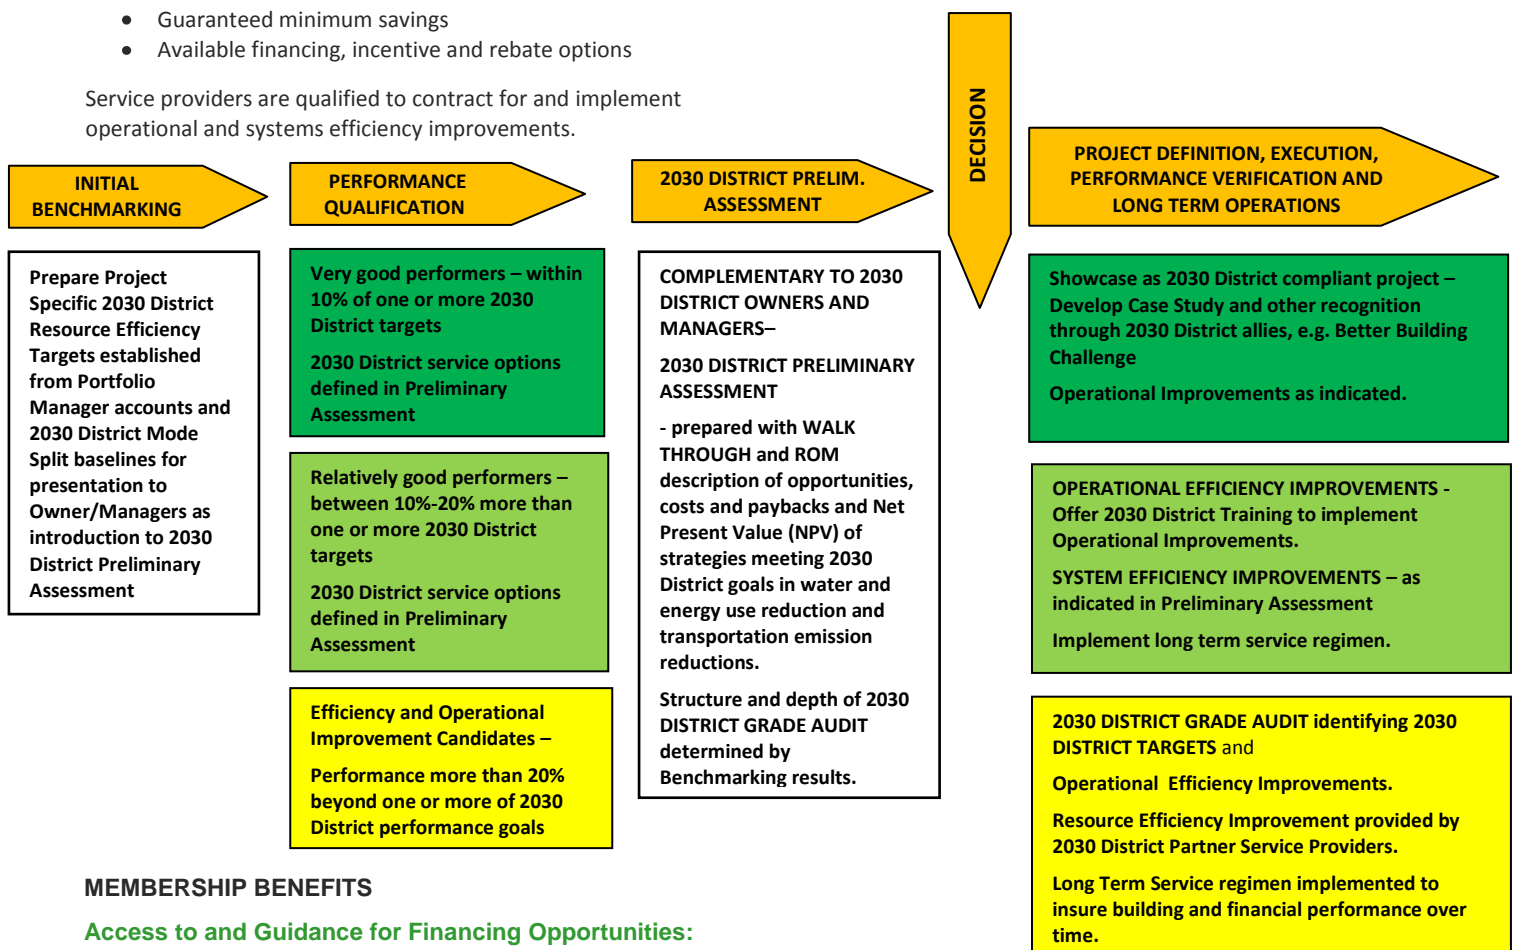 • Guaranteed minimum savings
• Available financing, incentive and rebate options
Service providers are qualified to contract for and implement
operational and systems efficiency improvements.
INITIAL
BENCHMARKING
Prepare Project
Specific 2030 District
Resource Efficiency
Targets established
from Portfolio
Manager accounts and
2030 District Mode
Split baselines for
presentation to
Owner/Managers as
introduction to 2030
District Preliminary
Assessment
PERFORMANCE
QUALIFICATION
Very good performers – within
10% of one or more 2030
District targets
2030 District service options
defined in Preliminary
Assessment
Relatively good performers –
between 10%-20% more than
one or more 2030 District
targets
2030 District service options
defined in Preliminary
Assessment
Efficiency and Operational
Improvement Candidates –
Performance more than 20%
beyond one or more of 2030
District performance goals
2030 DISTRICT PRELIM.
ASSESSMENT
COMPLEMENTARY TO 2030
DISTRICT OWNERS AND
MANAGERS–
2030 DISTRICT PRELIMINARY
ASSESSMENT
- prepared with WALK
THROUGH and ROM
description of opportunities,
costs and paybacks and Net
Present Value (NPV) of
strategies meeting 2030
District goals in water and
energy use reduction and
transportation emission
reductions.
Structure and depth of 2030
DISTRICT GRADE AUDIT
determined by
Benchmarking results.
DECISION
PROJECT DEFINITION, EXECUTION,
PERFORMANCE VERIFICATION AND
LONG TERM OPERATIONS
Showcase as 2030 District compliant project –
Develop Case Study and other recognition
through 2030 District allies, e.g. Better Building
Challenge
Operational Improvements as indicated.
OPERATIONAL EFFICIENCY IMPROVEMENTS -
Offer 2030 District Training to implement
Operational Improvements.
SYSTEM EFFICIENCY IMPROVEMENTS – as
indicated in Preliminary Assessment
Implement long term service regimen.
2030 DISTRICT GRADE AUDIT identifying 2030
DISTRICT TARGETS and
Operational Efficiency Improvements.
Resource Efficiency Improvement provided by
2030 District Partner Service Providers.
Long Term Service regimen implemented to
insure building and financial performance over
time.
MEMBERSHIP BENEFITS
Access to and Guidance for Financing Opportunities: